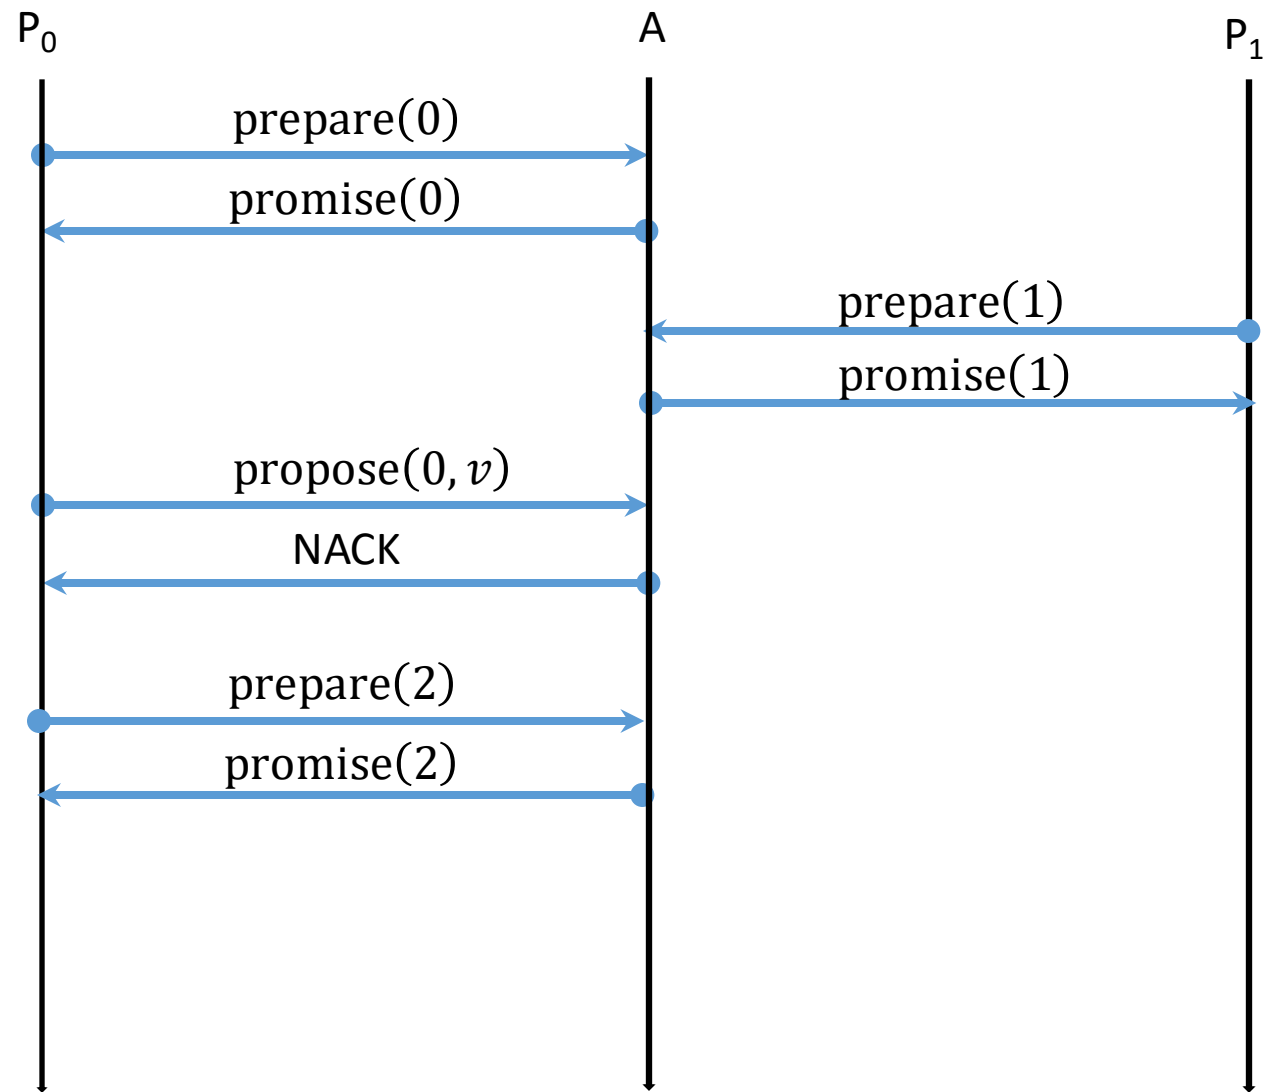 P₀ A P₁
prepare(0)
promise(0)
prepare(1)
promise(1)
propose(0, v)
NACK
prepare(2)
promise(2)